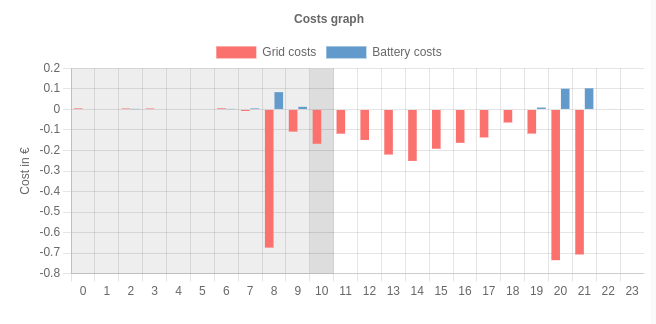 Costs graph
Grid costs Battery costs
0.2
0.1
0
-0.1
-0.2
-0.3
-0.4
-0.5
-0.6
-0.7
-0.8
Cost in €
0 1 2 3 4 5 6 7 8 9 10 11 12 13 14 15 16 17 18 19 20 21 22 23